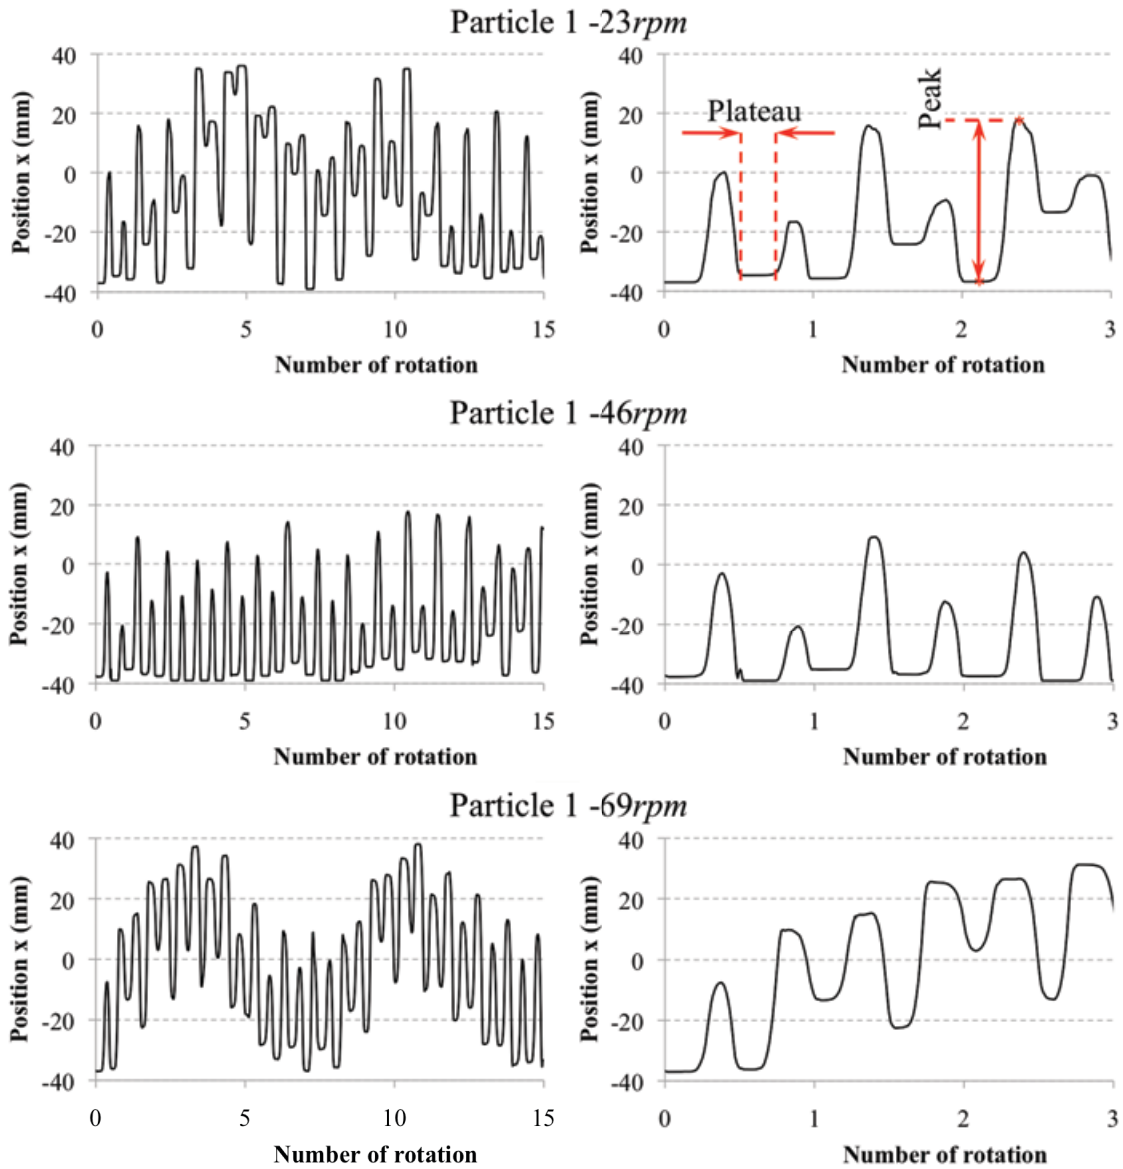 Particle 1 -23rpm
40
20
0
-20
-40
Position x (mm)
0 5 10 15
Number of rotation
40
20
0
-20
-40
Position x (mm)
Plateau
Peak
0 1 2 3
Number of rotation
Particle 1 -46rpm
40
20
0
-20
-40
Position x (mm)
0 5 10 15
Number of rotation
40
20
0
-20
-40
Position x (mm)
0 1 2 3
Number of rotation
Particle 1 -69rpm
40
20
0
-20
-40
Position x (mm)
0 5 10 15
Number of rotation
40
20
0
-20
-40
Position x (mm)
0 1 2 3
Number of rotation